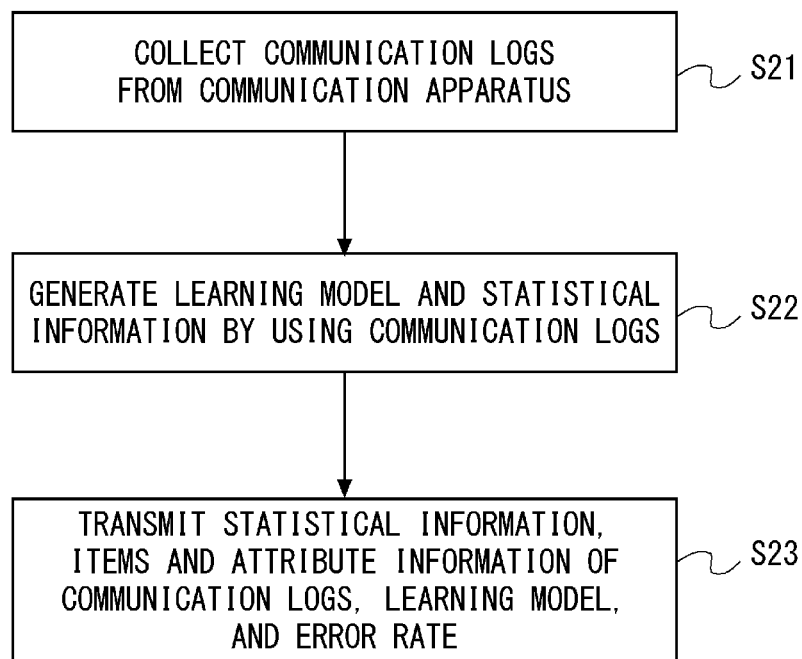 COLLECT COMMUNICATION LOGS
FROM COMMUNICATION APPARATUS
S21
GENERATE LEARNING MODEL AND STATISTICAL
INFORMATION BY USING COMMUNICATION LOGS
S22
TRANSMIT STATISTICAL INFORMATION,
ITEMS AND ATTRIBUTE INFORMATION OF
COMMUNICATION LOGS, LEARNING MODEL,
AND ERROR RATE
S23